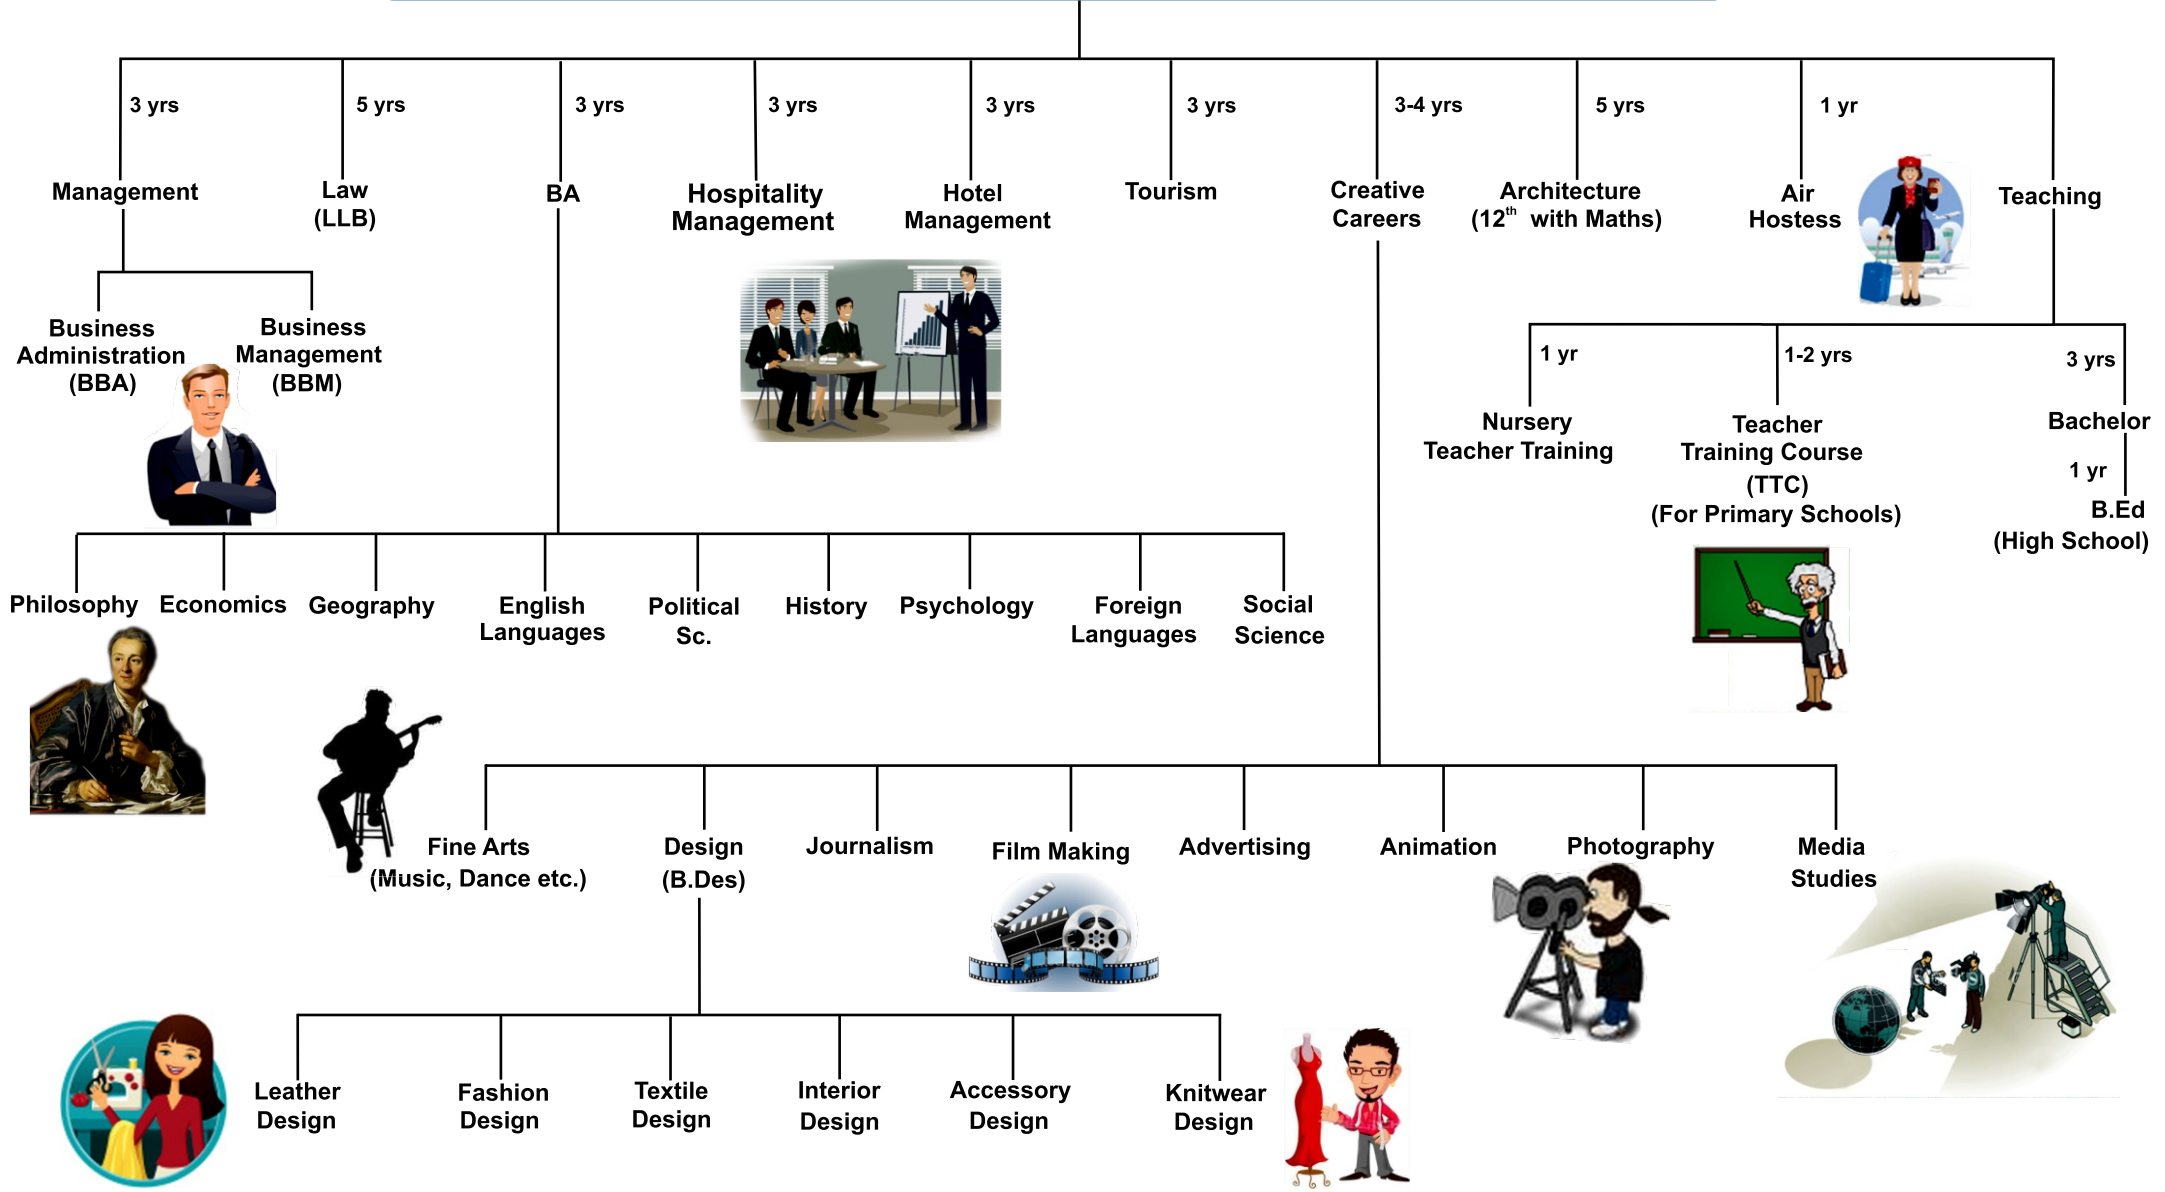 3 yrs
5 yrs
3 yrs
3 yrs
3 yrs
3 yrs
3-4 yrs
5 yrs
1 yr
Management
Law
(LLB)
BA
Hospitality
Management
Hotel
Management
Tourism
Creative
Careers
Architecture
(12th with Maths)
Air
Hostess
Teaching
Business
Administration
(BBA)
Business
Management
(BBM)
1 yr
1-2 yrs
3 yrs
Nursery
Teacher Training
Teacher
Training Course
(TTC)
(For Primary Schools)
Bachelor
1 yr
B.Ed
(High School)
Philosophy
Economics
Geography
English
Languages
Political
Sc.
History
Psychology
Foreign
Languages
Social
Science
Fine Arts
(Music, Dance etc.)
Design
(B.Des)
Journalism
Film Making
Advertising
Animation
Photography
Media
Studies
Leather
Design
Fashion
Design
Textile
Design
Interior
Design
Accessory
Design
Knitwear
Design